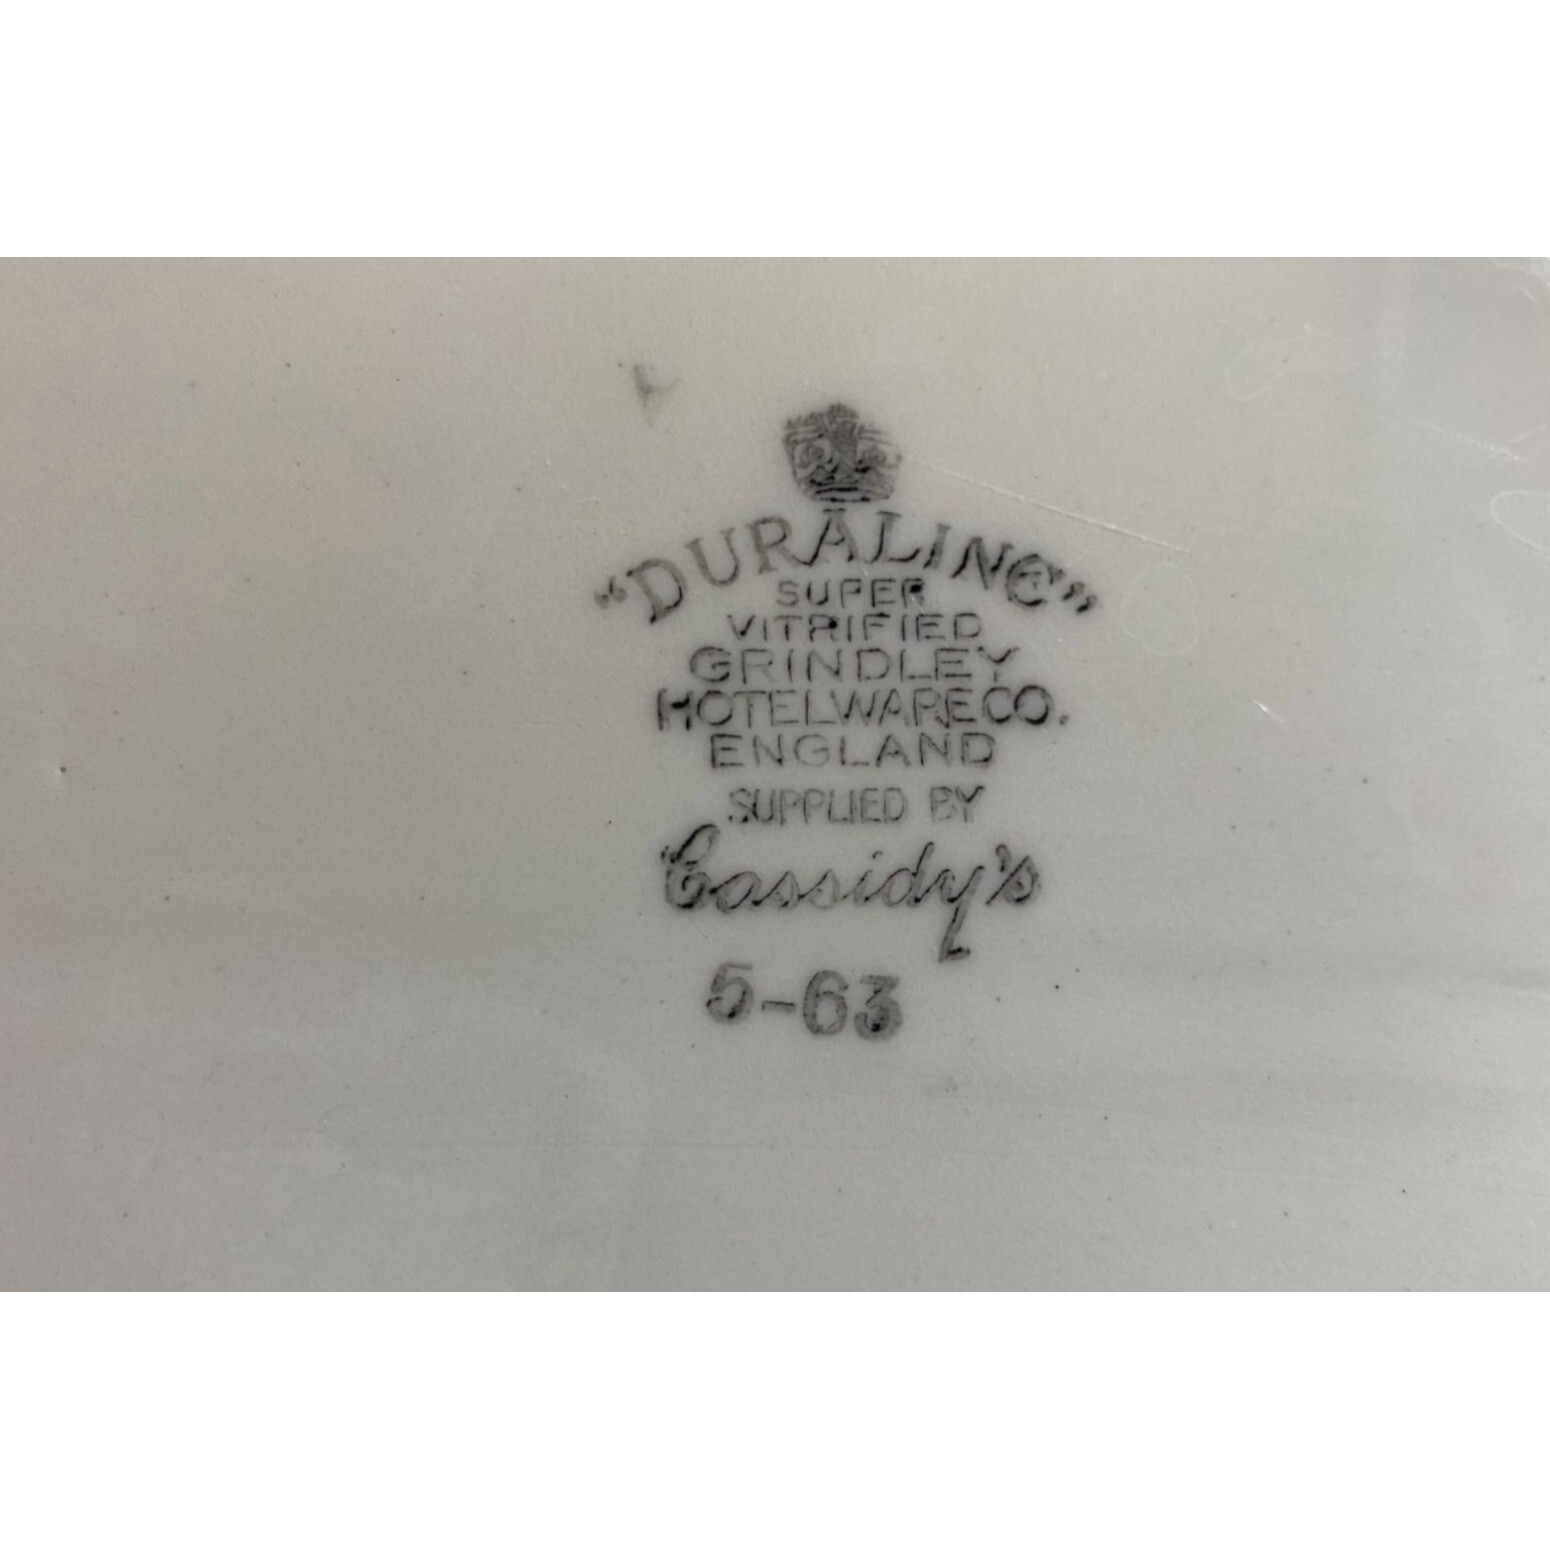 "DURALINE"
SUPER
VITRIFIED
GRINDLEY
HOTELWARE CO.
ENGLAND
SUPPLIED BY
Cassidy's
5-63